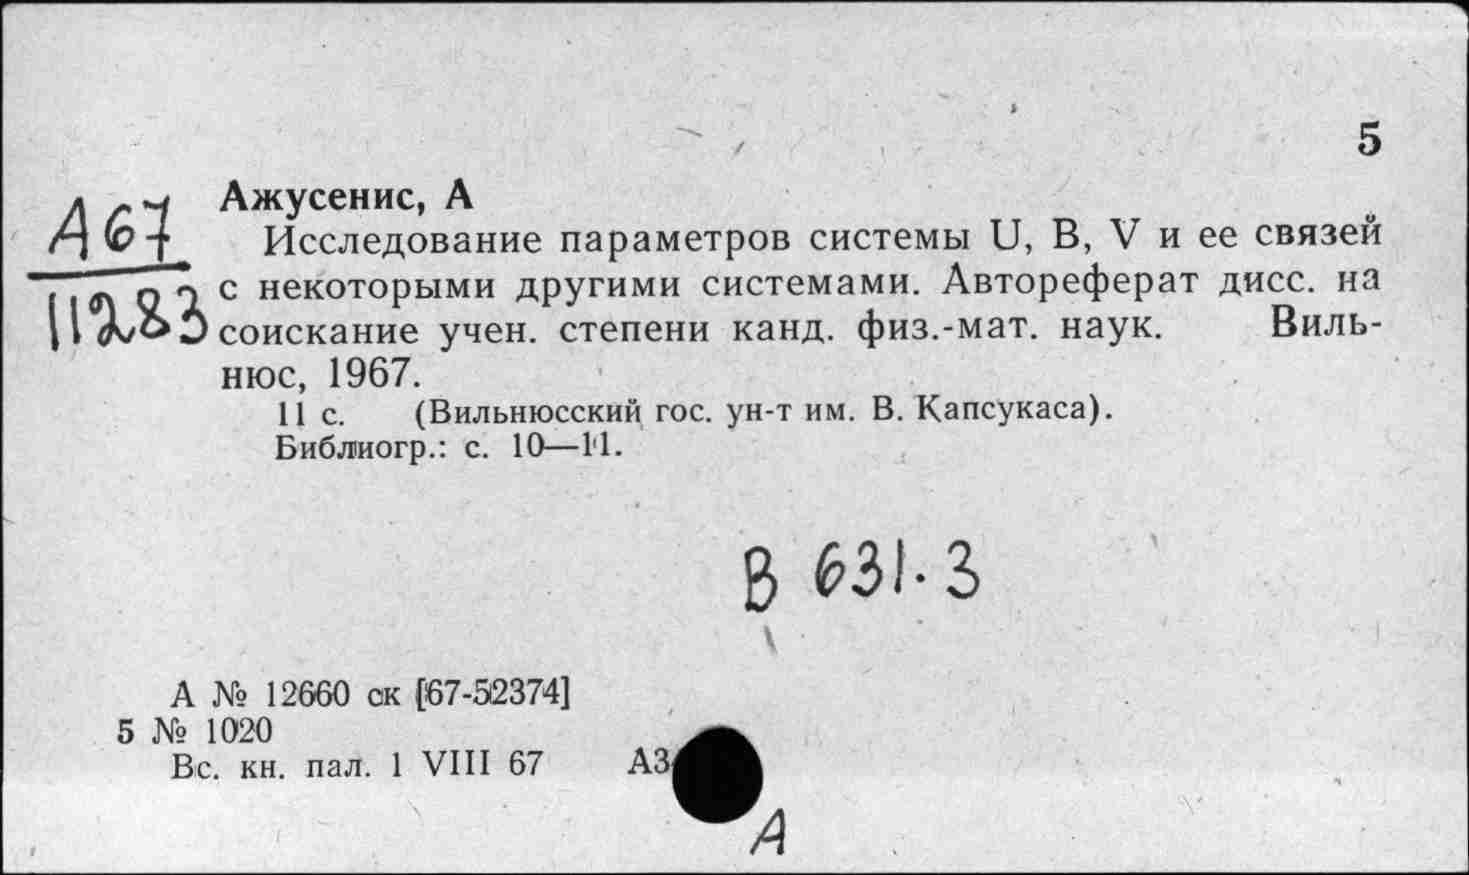 5
Ажусенис, А
А67
Исследование параметров системы U, B, V и ее связей
11283
с некоторыми другими системами. Автореферат дисс. на
соискание учен. степени канд. физ.-мат. наук. Виль-
нюс, 1967.
11 с. (Вильнюсский гос. ун-т им. В. Капсукаса).
Библиогр.: с. 10—11.
В 631.3
А № 12660 ск [67-52374]
5 № 1020
Вс. кн. пал. 1 VIII 67 А3
А